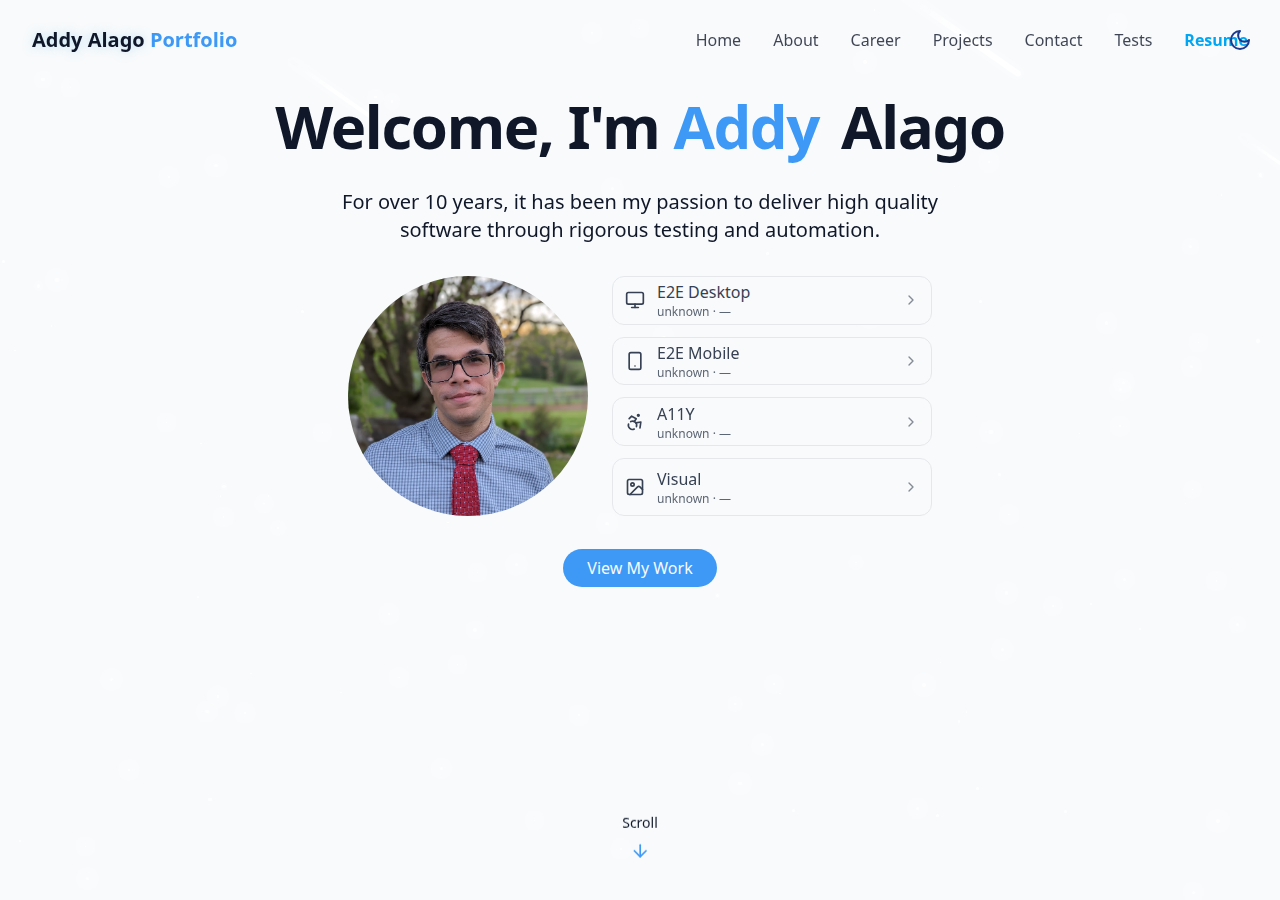 Addy Alago Portfolio
Home About Career Projects Contact Tests Resume
Welcome, I'm Addy Alago
For over 10 years, it has been my passion to deliver high quality
software through rigorous testing and automation.
E2E Desktop
unknown · —
E2E Mobile
unknown · —
A11Y
unknown · —
Visual
unknown · —
View My Work
Scroll